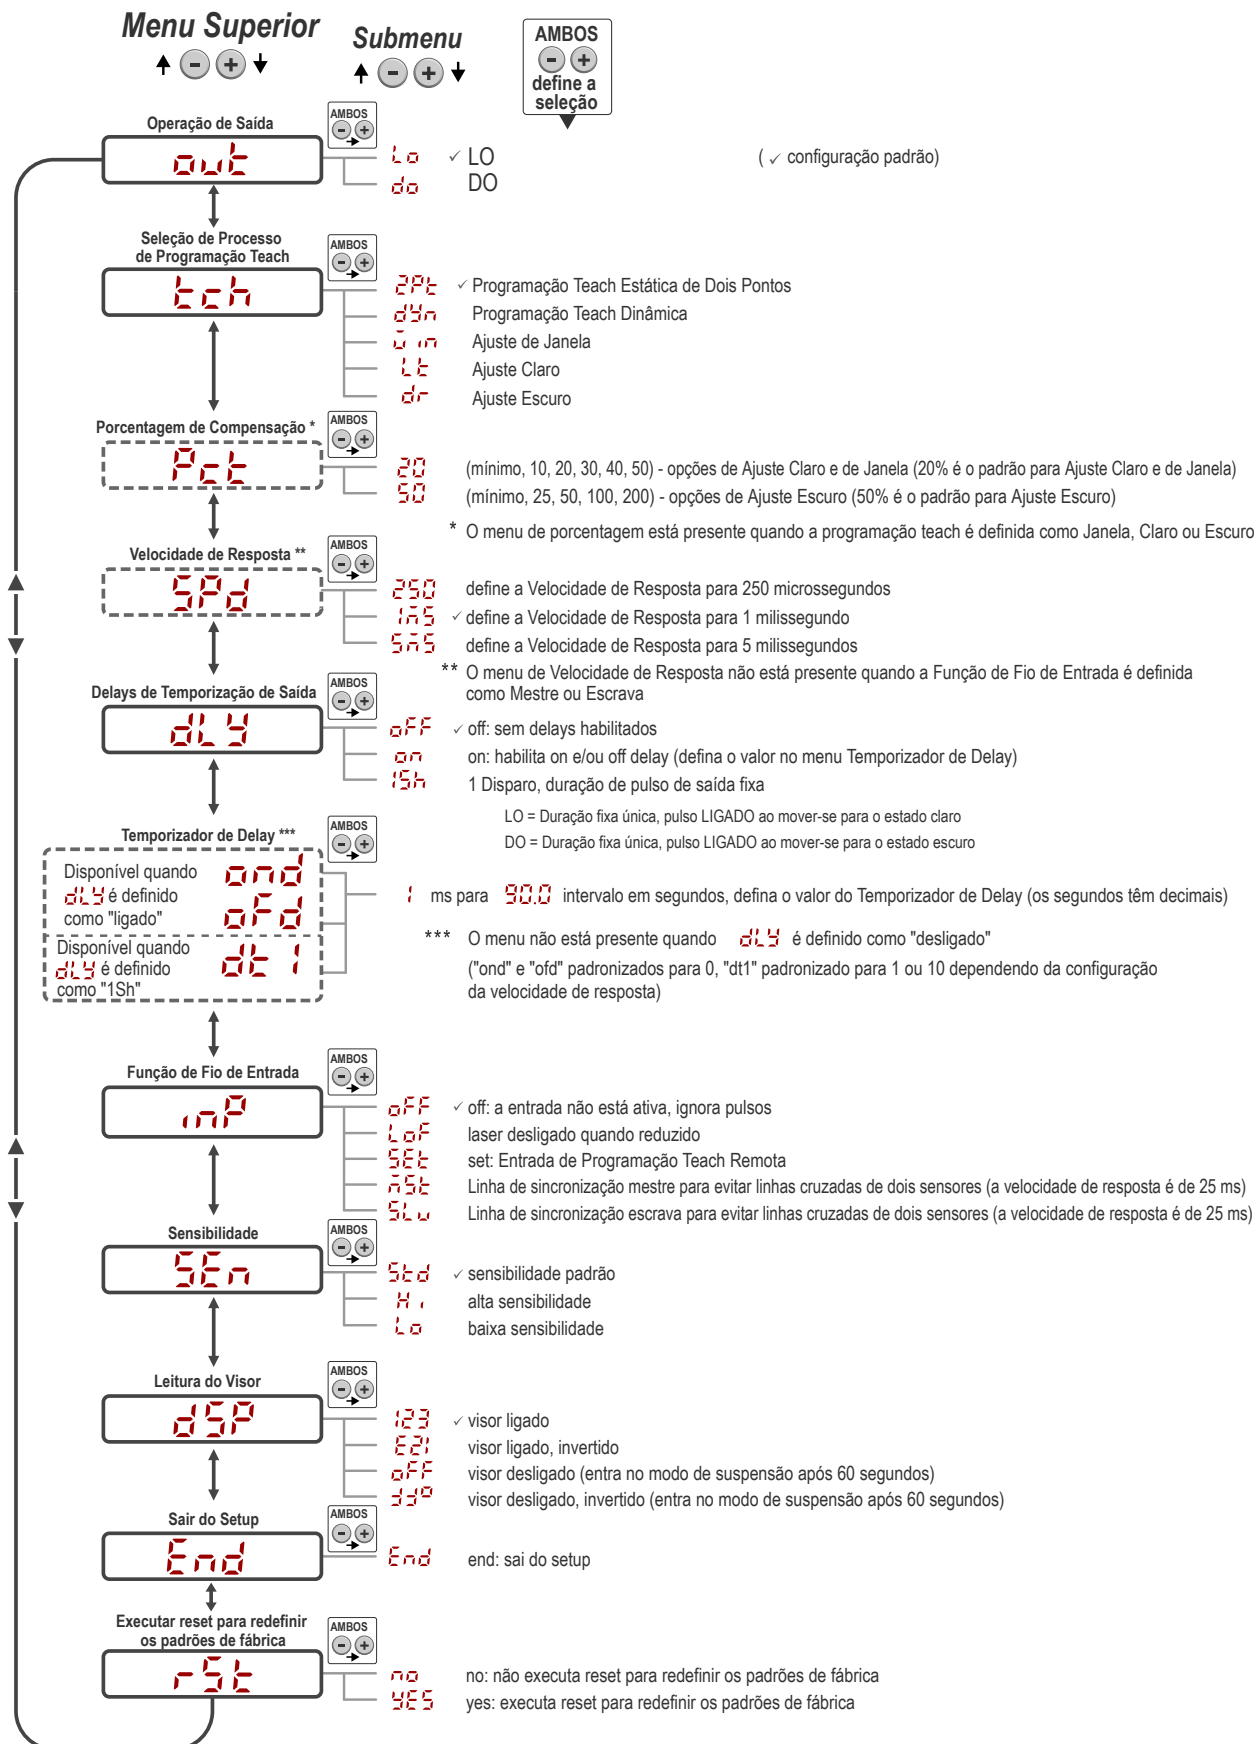 Menu Superior
Submenu
AMBOS
define a
seleção
Operação de Saída
AMBOS
out
Lo ✓ LO
(✓ configuração padrão)
do DO
Seleção de Processo
de Programação Teach
AMBOS
tch
2Pt ✓ Programação Teach Estática de Dois Pontos
dYn Programação Teach Dinâmica
Win Ajuste de Janela
Lt Ajuste Claro
dr Ajuste Escuro
Porcentagem de Compensação *
AMBOS
Pct
20 (mínimo, 10, 20, 30, 40, 50) - opções de Ajuste Claro e de Janela (20% é o padrão para Ajuste Claro e de Janela)
50 (mínimo, 25, 50, 100, 200) - opções de Ajuste Escuro (50% é o padrão para Ajuste Escuro)
* O menu de porcentagem está presente quando a programação teach é definida como Janela, Claro ou Escuro
Velocidade de Resposta **
AMBOS
SPd
250 define a Velocidade de Resposta para 250 microssegundos
1mS ✓ define a Velocidade de Resposta para 1 milissegundo
5mS define a Velocidade de Resposta para 5 milissegundos
** O menu de Velocidade de Resposta não está presente quando a Função de Fio de Entrada é definida
como Mestre ou Escrava
Delays de Temporização de Saída
AMBOS
dLY
oFF ✓ off: sem delays habilitados
on on: habilita on e/ou off delay (defina o valor no menu Temporizador de Delay)
1Sh 1 Disparo, duração de pulso de saída fixa
LO = Duração fixa única, pulso LIGADO ao mover-se para o estado claro
DO = Duração fixa única, pulso LIGADO ao mover-se para o estado escuro
Temporizador de Delay ***
AMBOS
Disponível quando
dLY é definido
como "ligado"
ond
oFd
Disponível quando
dLY é definido
como "1Sh"
dt1
1 ms para 90.0 intervalo em segundos, defina o valor do Temporizador de Delay (os segundos têm decimais)
*** O menu não está presente quando dLY é definido como "desligado"
("ond" e "ofd" padronizados para 0, "dt1" padronizado para 1 ou 10 dependendo da configuração
da velocidade de resposta)
Função de Fio de Entrada
AMBOS
inP
oFF ✓ off: a entrada não está ativa, ignora pulsos
LoF laser desligado quando reduzido
SEt set: Entrada de Programação Teach Remota
mSt Linha de sincronização mestre para evitar linhas cruzadas de dois sensores (a velocidade de resposta é de 25 ms)
SLv Linha de sincronização escrava para evitar linhas cruzadas de dois sensores (a velocidade de resposta é de 25 ms)
Sensibilidade
AMBOS
SEn
Std ✓ sensibilidade padrão
Hi alta sensibilidade
Lo baixa sensibilidade
Leitura do Visor
AMBOS
dSP
123 ✓ visor ligado
E21 visor ligado, invertido
oFF visor desligado (entra no modo de suspensão após 60 segundos)
visor desligado, invertido (entra no modo de suspensão após 60 segundos)
Sair do Setup
AMBOS
End
End end: sai do setup
Executar reset para redefinir
os padrões de fábrica
AMBOS
rSt
no no: não executa reset para redefinir os padrões de fábrica
YES yes: executa reset para redefinir os padrões de fábrica